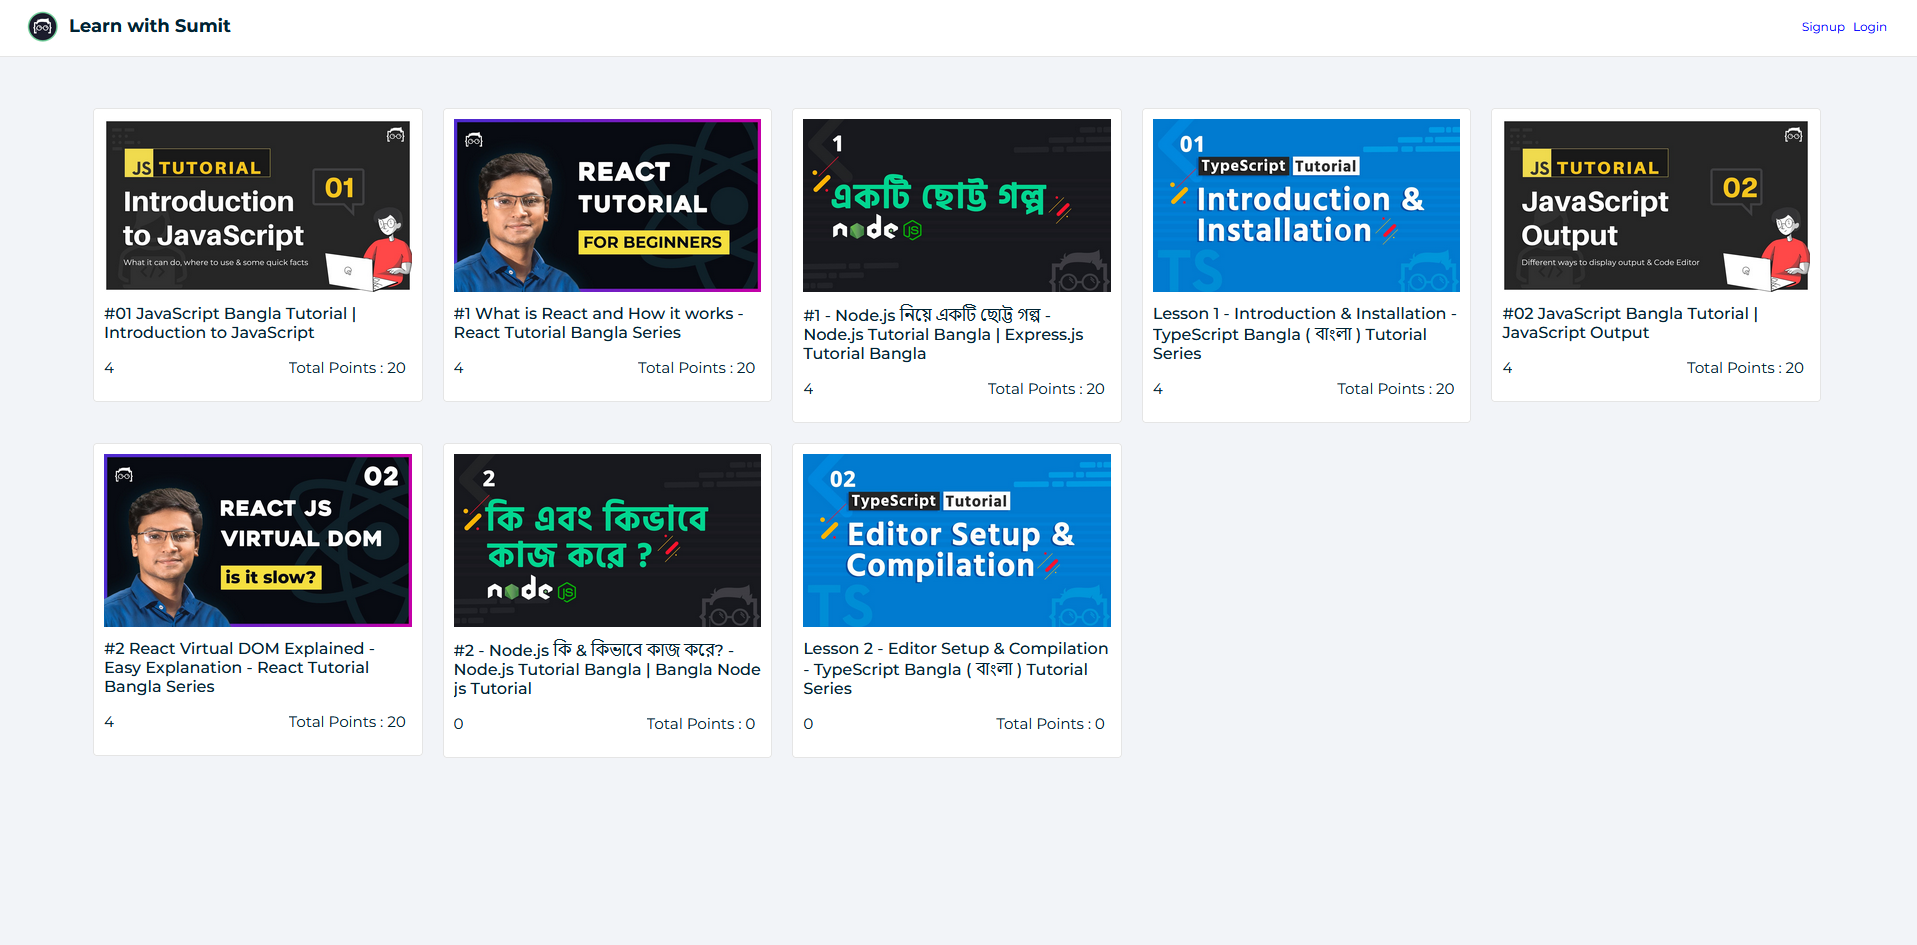 Learn with Sumit
Signup Login
JS TUTORIAL
01
Introduction
to JavaScript
What it can do, where to use & some quick facts
#01 JavaScript Bangla Tutorial |
Introduction to JavaScript
4 Total Points : 20
REACT
TUTORIAL
FOR BEGINNERS
#1 What is React and How it works -
React Tutorial Bangla Series
4 Total Points : 20
1
একটি ছোট্ট গল্প
node JS
#1 - Node.js নিয়ে একটি ছোট্ট গল্প -
Node.js Tutorial Bangla | Express.js
Tutorial Bangla
4 Total Points : 20
01
TypeScript Tutorial
Introduction &
Installation
TS
Lesson 1 - Introduction & Installation -
TypeScript Bangla ( বাংলা ) Tutorial
Series
4 Total Points : 20
JS TUTORIAL
02
JavaScript
Output
Different ways to display output & Code Editor
#02 JavaScript Bangla Tutorial |
JavaScript Output
4 Total Points : 20
02
REACT JS
VIRTUAL DOM
is it slow?
#2 React Virtual DOM Explained -
Easy Explanation - React Tutorial
Bangla Series
4 Total Points : 20
2
কি এবং কিভাবে
কাজ করে ?
node JS
#2 - Node.js কি & কিভাবে কাজ করে? -
Node.js Tutorial Bangla | Bangla Node
js Tutorial
0 Total Points : 0
02
TypeScript Tutorial
Editor Setup &
Compilation
TS
Lesson 2 - Editor Setup & Compilation
- TypeScript Bangla ( বাংলা ) Tutorial
Series
0 Total Points : 0